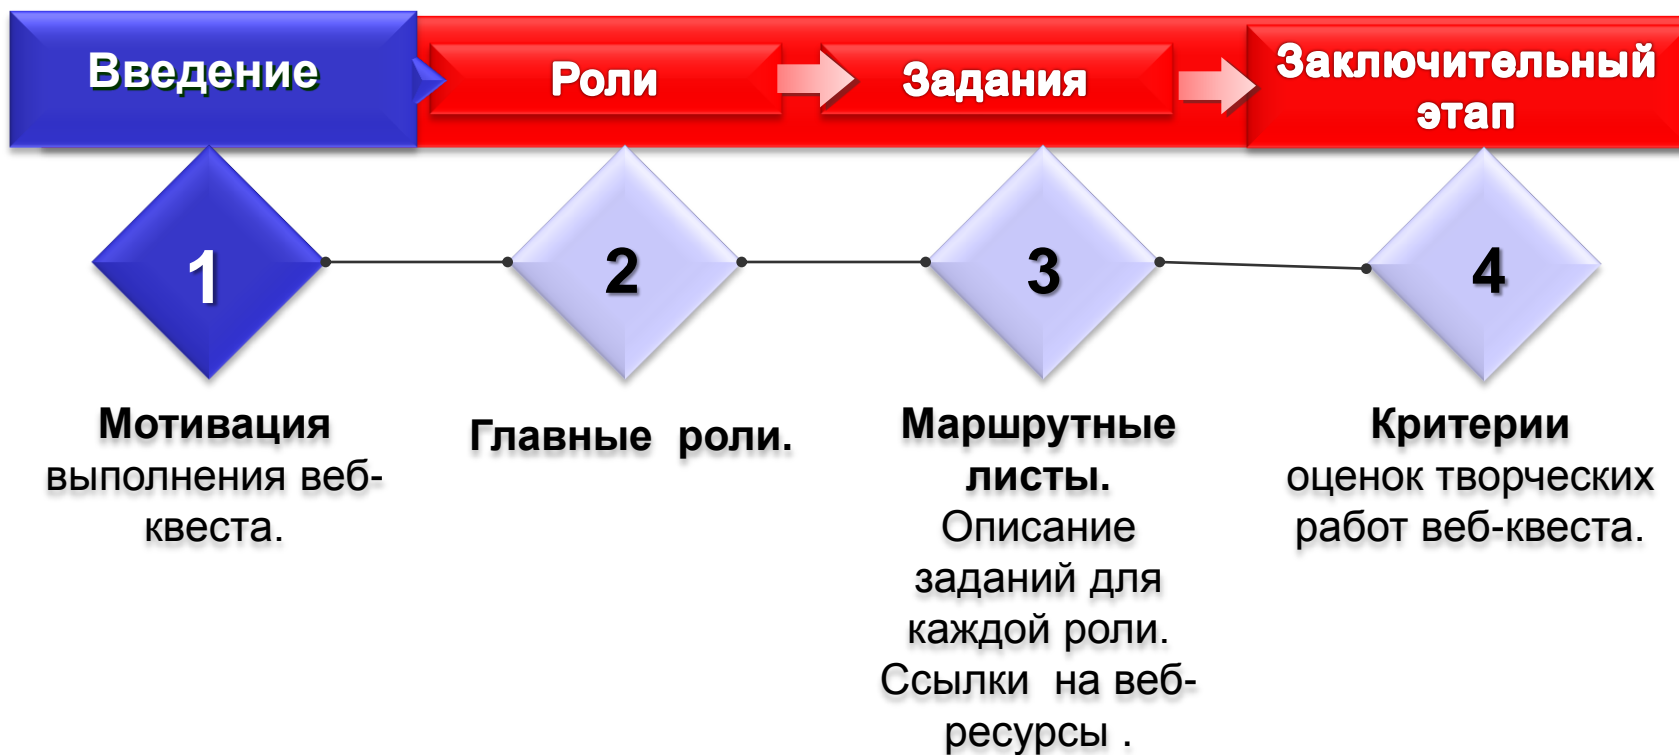 Введение
Роли
Задания
Заключительный
этап
1
2
3
4
Мотивация
выполнения веб-
квеста.
Главные  роли.
Маршрутные
листы.
Описание
заданий для
каждой роли.
Ссылки  на веб-
ресурсы .
Критерии
оценок творческих
работ веб-квеста.